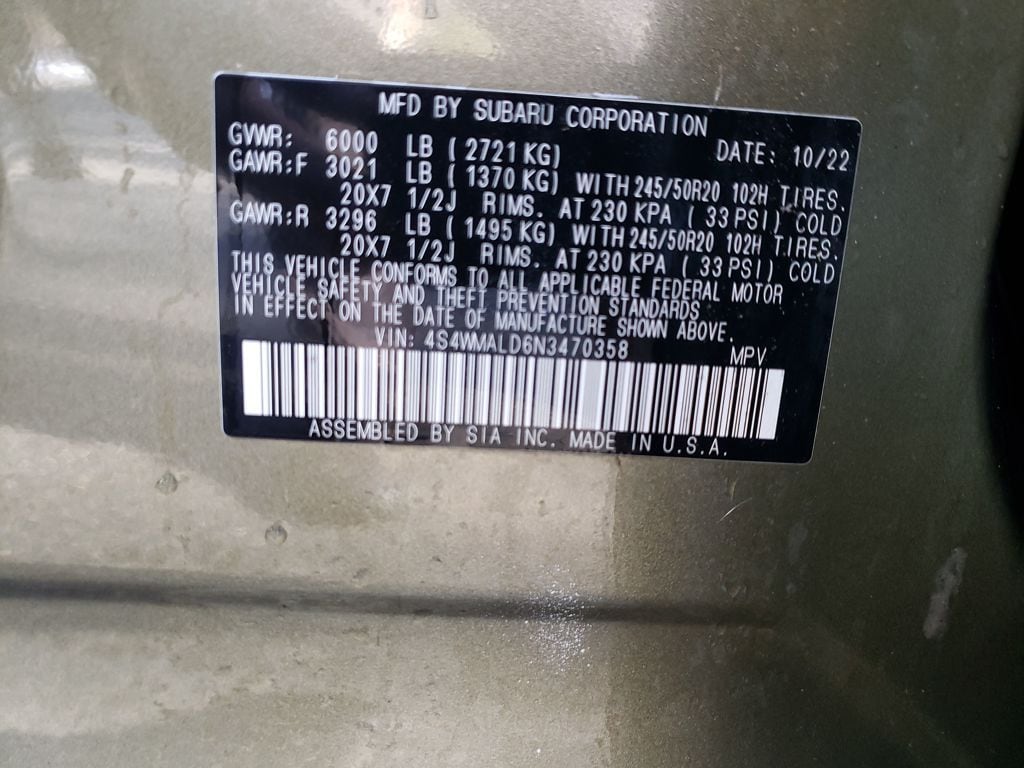 MFD BY SUBARU CORPORATION
GVWR: 6000 LB ( 2721 KG) DATE: 10/22
GAWR:F 3021 LB ( 1370 KG) WITH 245/50R20 102H TIRES.
20X7 1/2J RIMS. AT 230 KPA ( 33 PSI) COLD
GAWR:R 3296 LB ( 1495 KG) WITH 245/50R20 102H TIRES.
20X7 1/2J RIMS. AT 230 KPA ( 33 PSI) COLD
THIS VEHICLE CONFORMS TO ALL APPLICABLE FEDERAL MOTOR
VEHICLE SAFETY AND THEFT PREVENTION STANDARDS
IN EFFECT ON THE DATE OF MANUFACTURE SHOWN ABOVE.
VIN: 4S4WMALD6N3470358 MPV
ASSEMBLED BY SIA INC. MADE IN U.S.A.